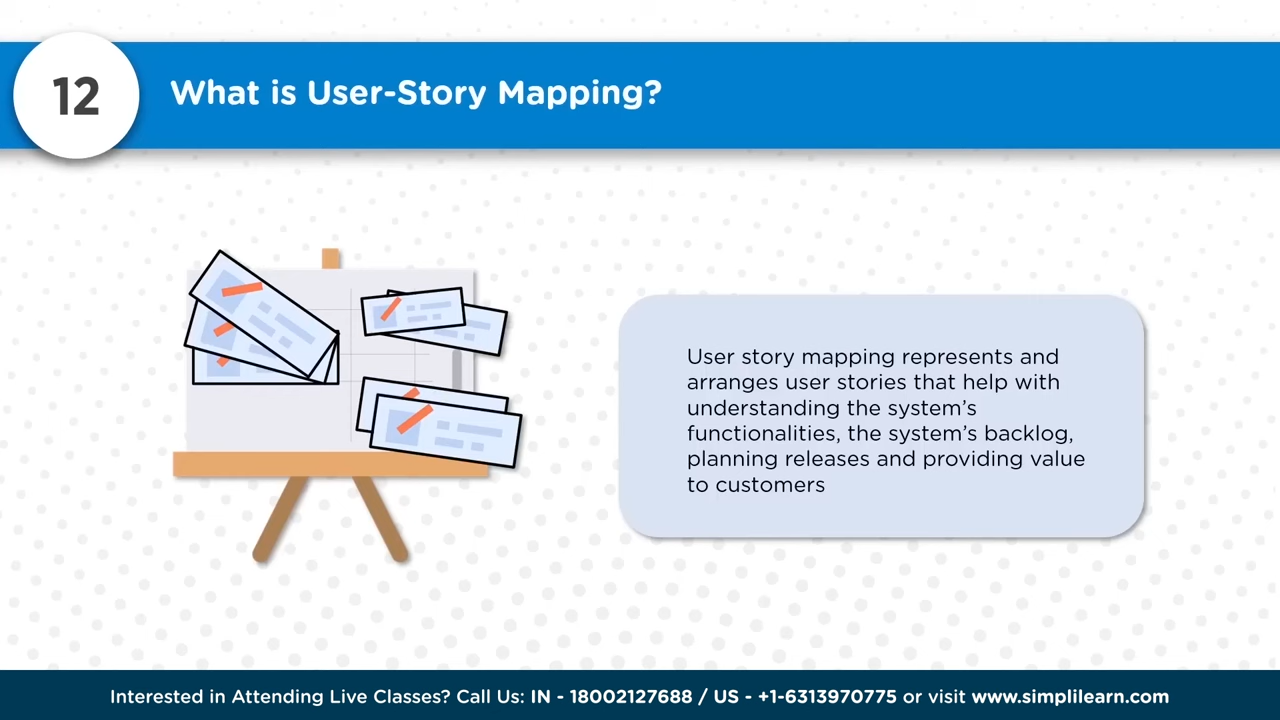 12
What is User-Story Mapping?
User story mapping represents and
arranges user stories that help with
understanding the system's
functionalities, the system's backlog,
planning releases and providing value
to customers
Interested in Attending Live Classes? Call Us: IN - 18002127688 / US - +1-6313970775 or visit www.simplilearn.com